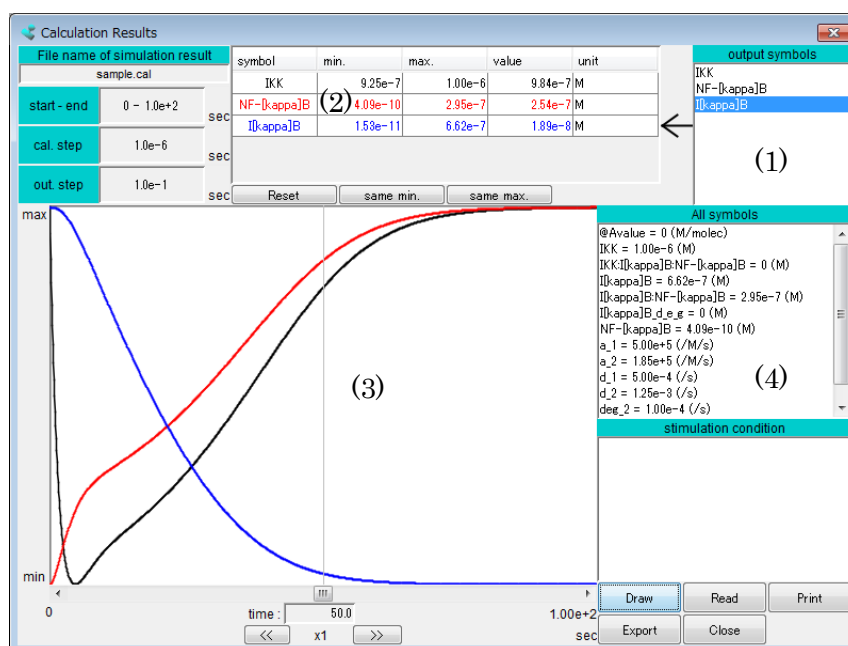 Calculation Results
File name of simulation result
sample.cal
start - end 0 - 1.0e+2 sec
cal. step 1.0e-6 sec
out. step 1.0e-1 sec
symbol min. max. value unit
IKK 9.25e-7 1.00e-6 9.84e-7 M
NF-[kappa]B (2) 4.09e-10 2.95e-7 2.54e-7 M
I[kappa]B 1.53e-11 6.62e-7 1.89e-8 M
Reset same min. same max.
output symbols
IKK
NF-[kappa]B
I[kappa]B
(1)
max
(3)
min
0 time : 50.0 1.00e+2
<< x1 >> sec
All symbols
@Avalue = 0 (M/molec)
IKK = 1.00e-6 (M)
IKK:I[kappa]B:NF-[kappa]B = 0 (M)
I[kappa]B = 6.62e-7 (M)
I[kappa]B:NF-[kappa]B = 2.95e-7 (M)
I[kappa]B_d_e_g = 0 (M)
NF-[kappa]B = 4.09e-10 (M)
a_1 = 5.00e+5 (/M/s)
a_2 = 1.85e+5 (/M/s)
d_1 = 5.00e-4 (/s)
d_2 = 1.25e-3 (/s)
deg_2 = 1.00e-4 (/s)
(4)
stimulation condition
Draw Read Print
Export Close